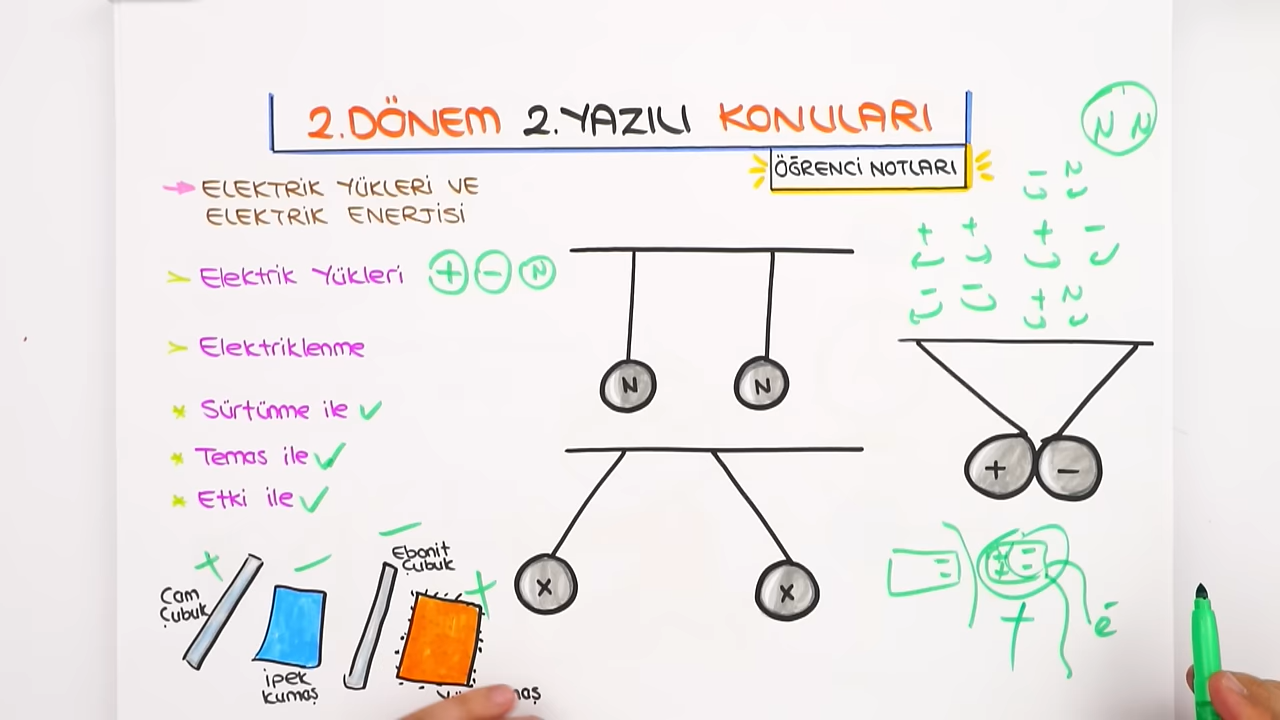 2.DÖNEM 2.YAZILI KONULARI
ÖĞRENCİ NOTLARI
ELEKTRİK YÜKLERİ VE
ELEKTRİK ENERJİSİ
Elektrik Yükleri + - N
Elektriklenme
Sürtünme ile
Temas ile
Etki ile
+
Cam
Çubuk
-
ipek
kumaş
-
Ebonit
Çubuk
+
N N
X X
N N
- N
+ + + -
- - + N
+ -
+
e-